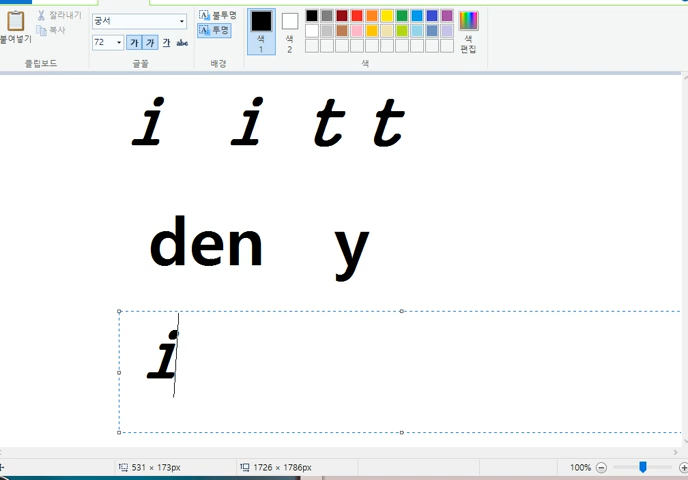 궁서
잘라내기
복사
붙여넣기
72 가 가 가 abc
불투명
투명
색 1
색 2
색 편집
클립보드 글꼴 배경 색
i i t t
den y
i
531 × 173px 1726 × 1786px 100%